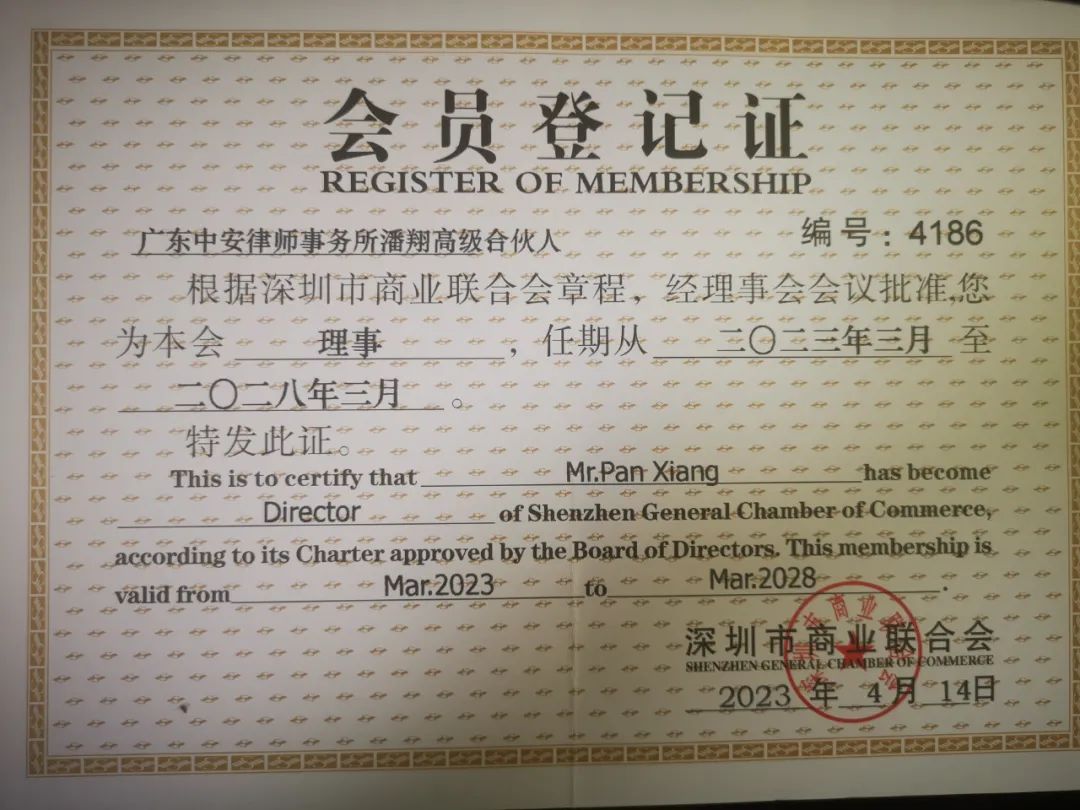 会员登记证
REGISTER OF MEMBERSHIP
广东中安律师事务所潘翔高级合伙人
编号：4186
根据深圳市商业联合会章程，经理事会会议批准,您
为本会 理事 ，任期从 二〇二三年三月 至
二〇二八年三月 。
特发此证。
This is to certify that Mr.Pan Xiang has become
Director of Shenzhen General Chamber of Commerce,
according to its Charter approved by the Board of Directors. This membership is
valid from Mar.2023 to Mar.2028 .
深圳市商业联合会
SHENZHEN GENERAL CHAMBER OF COMMERCE
2023 年 4 月 14日